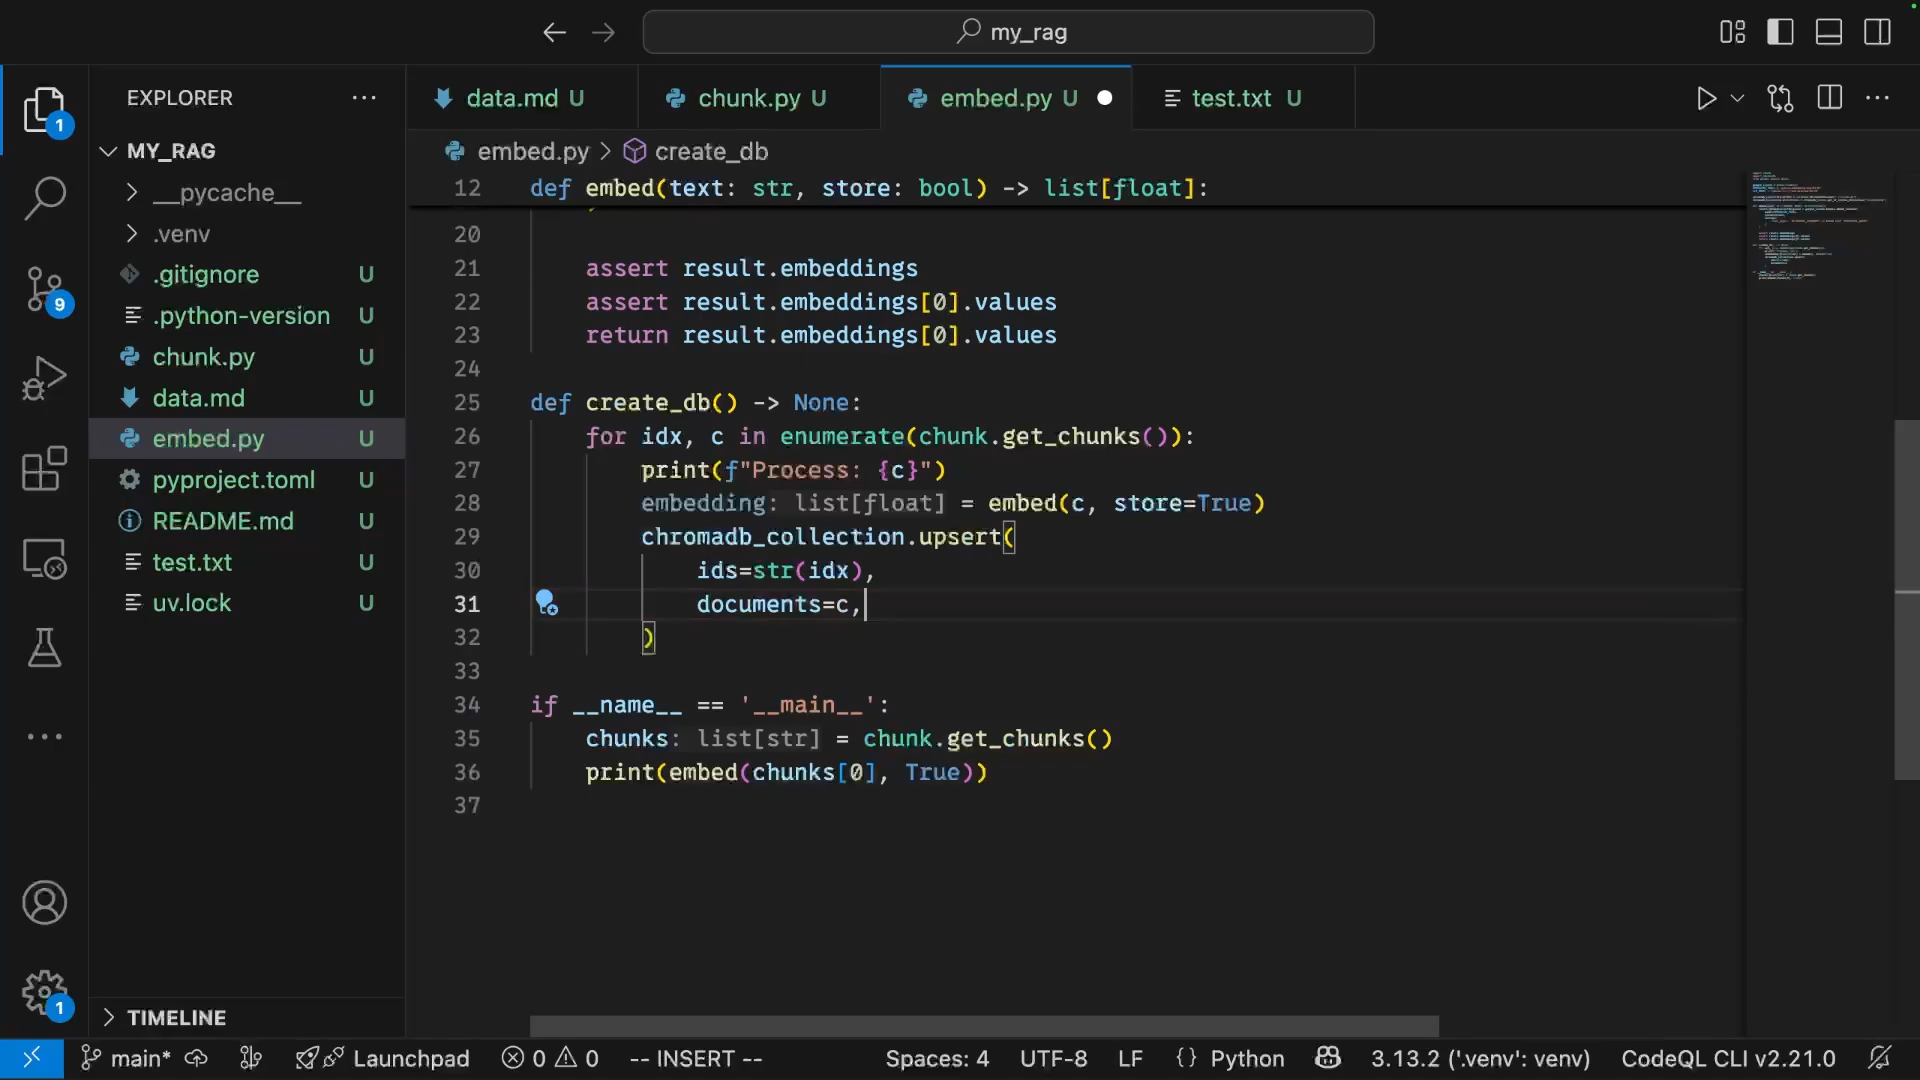 my_rag
EXPLORER
MY_RAG
__pycache__
.venv
.gitignore U
.python-version U
chunk.py U
data.md U
embed.py U
pyproject.toml U
README.md U
test.txt U
uv.lock U
TIMELINE
1
9
1
data.md U
chunk.py U
embed.py U
test.txt U
embed.py > create_db
12 def embed(text: str, store: bool) -> list[float]:
20
21 assert result.embeddings
22 assert result.embeddings[0].values
23 return result.embeddings[0].values
24
25 def create_db() -> None:
26 for idx, c in enumerate(chunk.get_chunks()):
27 print(f"Process: {c}")
28 embedding: list[float] = embed(c, store=True)
29 chromadb_collection.upsert(
30 ids=str(idx),
31 documents=c,
32 )
33
34 if __name__ == '__main__':
35 chunks: list[str] = chunk.get_chunks()
36 print(embed(chunks[0], True))
37
main* Launchpad 0 0 -- INSERT -- Spaces: 4 UTF-8 LF {} Python 3.13.2 ('.venv': venv) CodeQL CLI v2.21.0